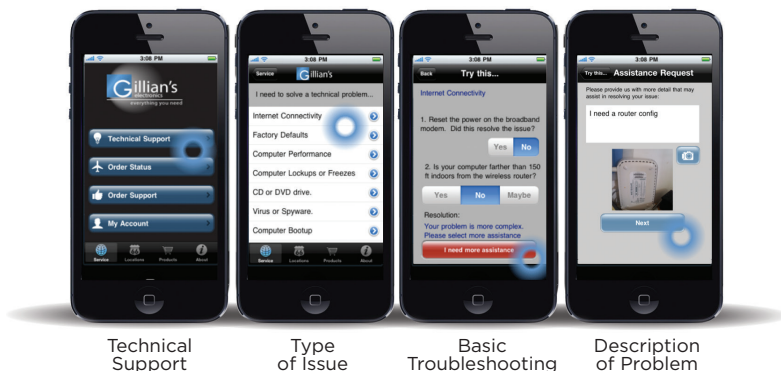 3:08 PM
Gillian's
electronics
everything you need
Technical Support
Order Status
Order Support
My Account
Service Locations Products About
3:08 PM
Service Gillian's
I need to solve a technical problem...
Internet Connectivity
Factory Defaults
Computer Performance
Computer Lockups or Freezes
CD or DVD drive.
Virus or Spyware.
Computer Bootup
Service Locations Products About
3:08 PM
Back Try this...
Internet Connectivity
1. Reset the power on the broadband
modem. Did this resolve the issue?
Yes No
2. Is your computer farther than 150
ft indoors from the wireless router?
Yes No Maybe
Resolution:
Your problem is more complex.
Please select more assistance
I need more assistance
3:08 PM
Try this... Assistance Request
Please provide us with more detail that may
assist in resolving your issue:
I need a router config
Next
Technical
Support
Type
of Issue
Basic
Troubleshooting
Description
of Problem